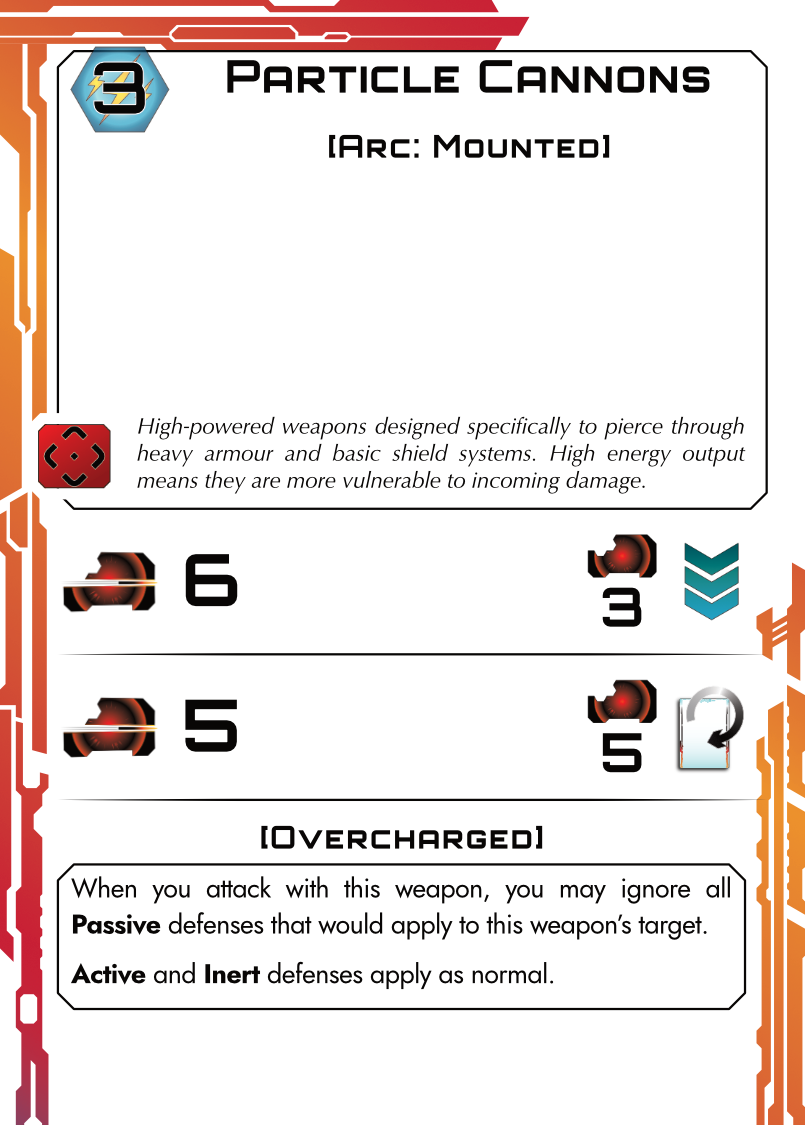 3
Particle Cannons
[Arc: Mounted]
High-powered weapons designed specifically to pierce through
heavy armour and basic shield systems. High energy output
means they are more vulnerable to incoming damage.
6
3
5
5
[Overcharged]
When you attack with this weapon, you may ignore all
Passive defenses that would apply to this weapon's target.
Active and Inert defenses apply as normal.